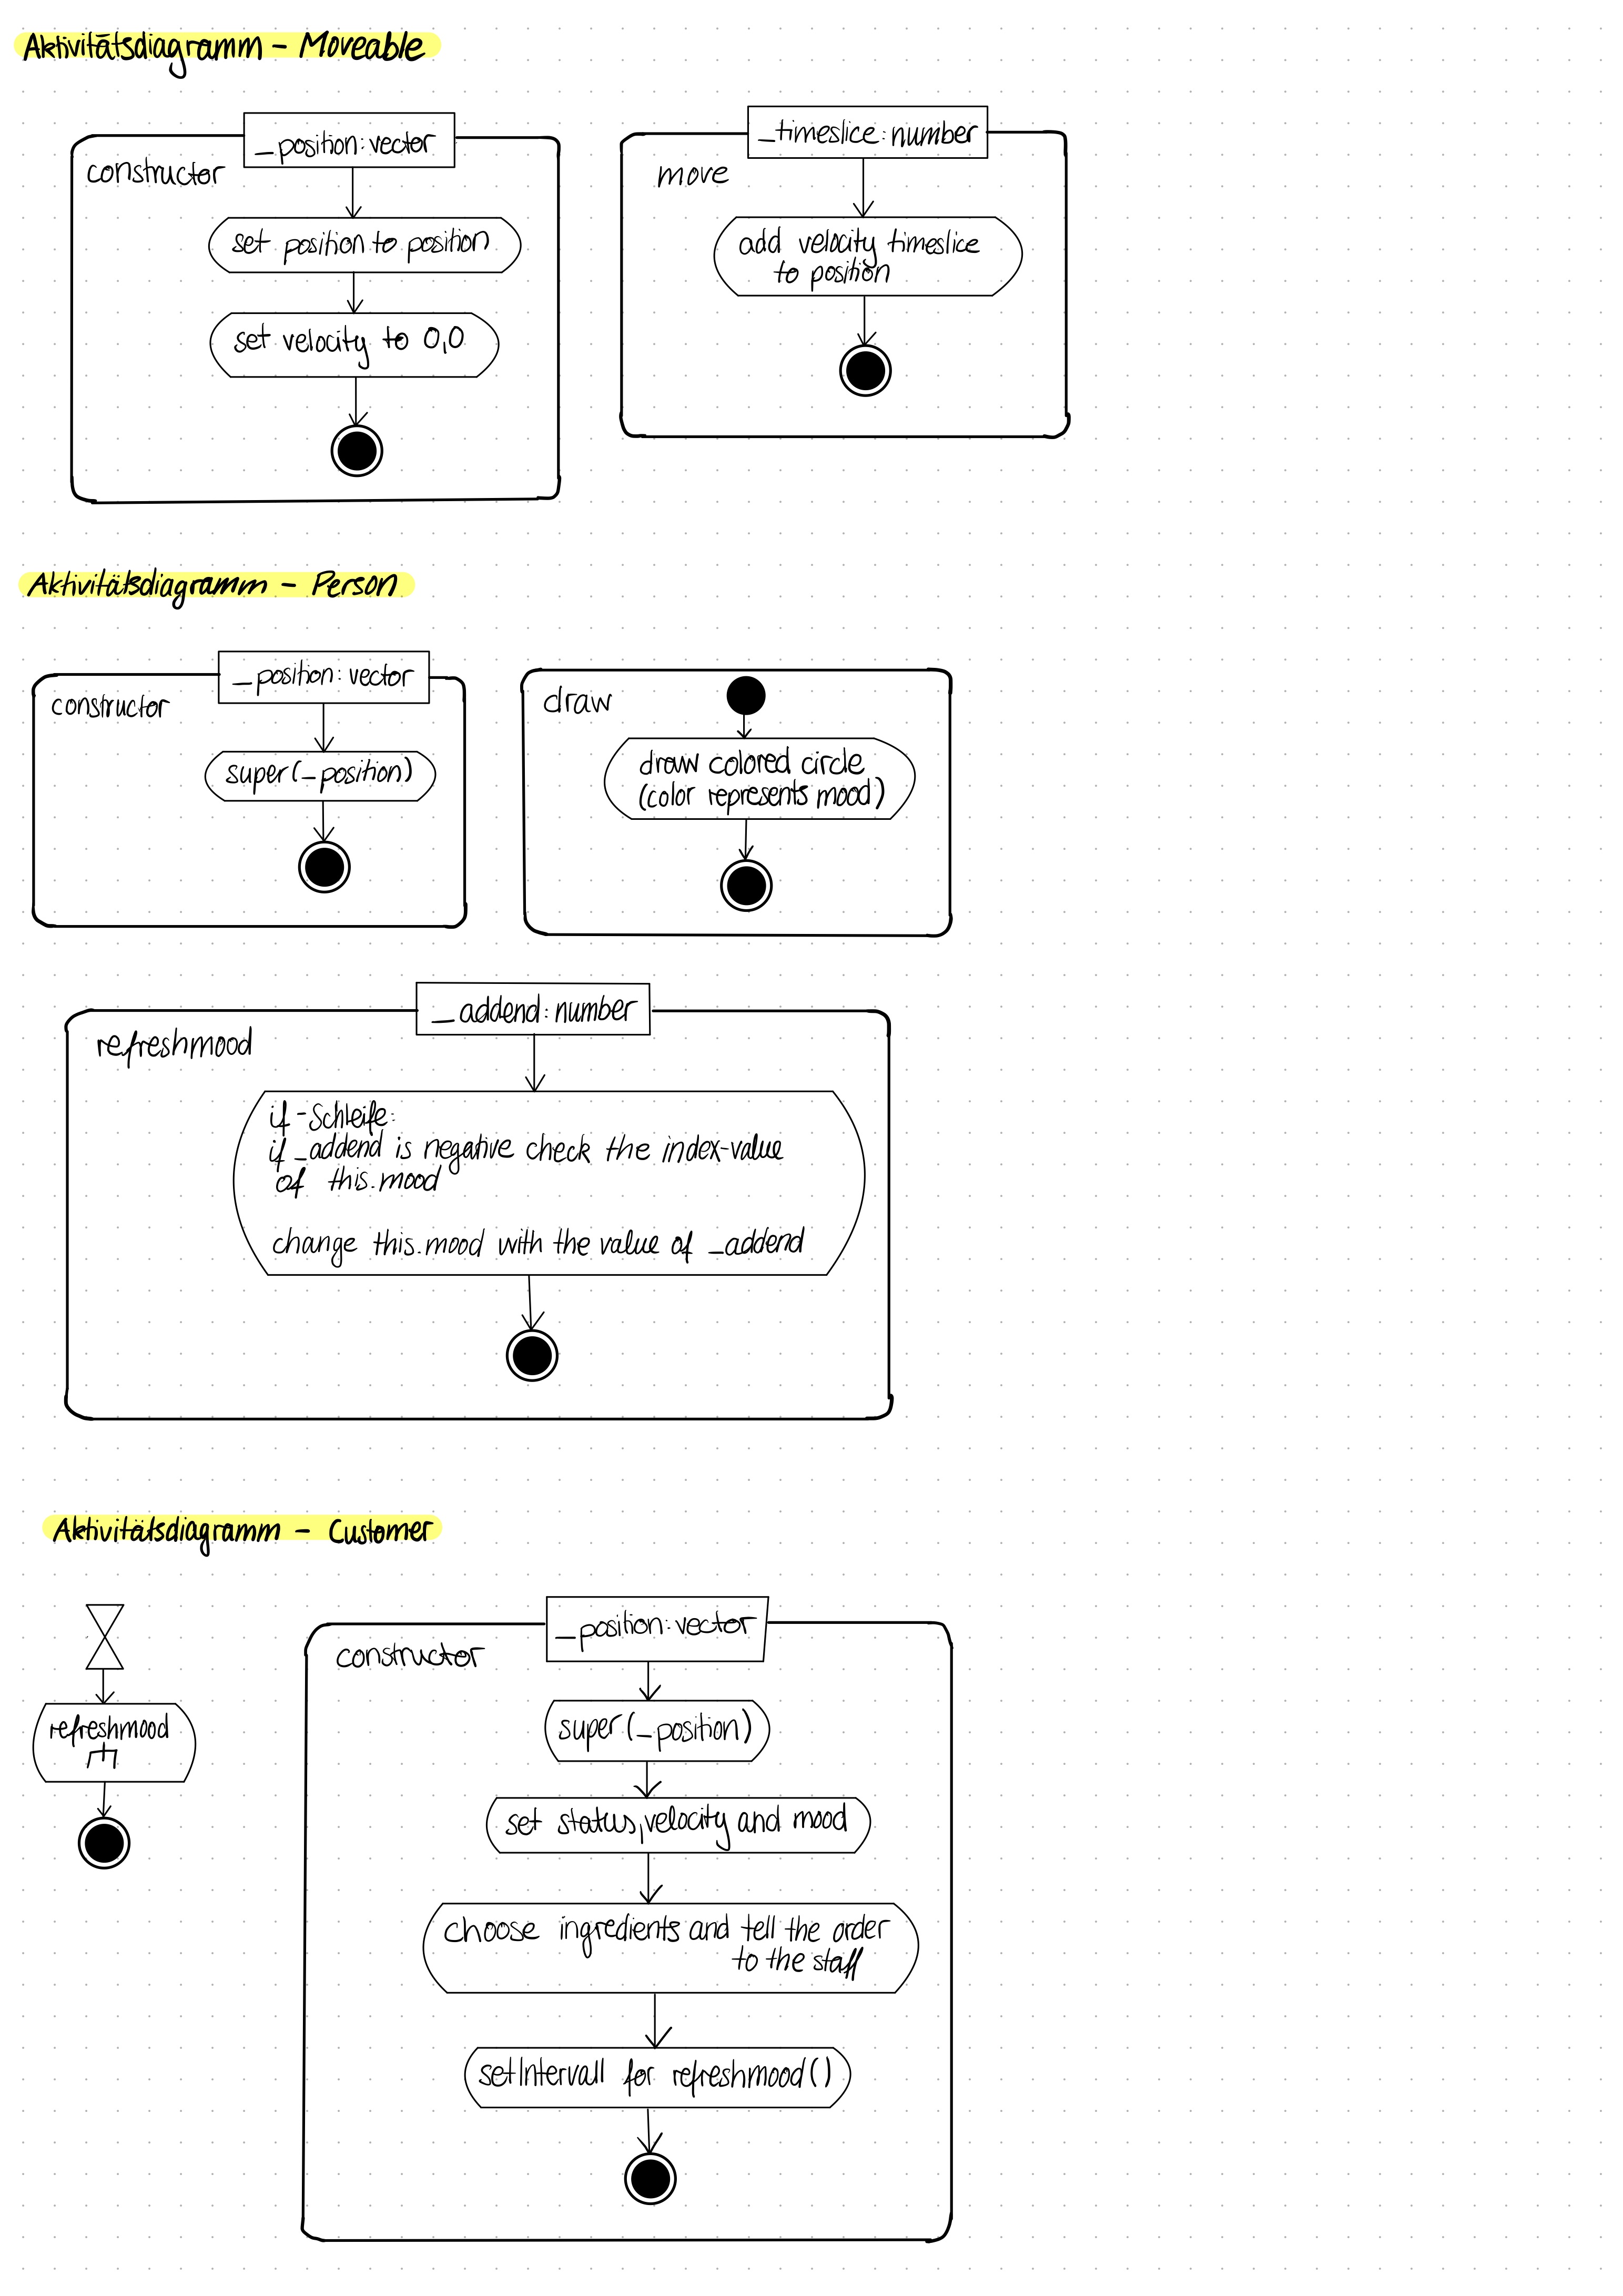 Aktivitätsdiagramm - Moveable
_position: vector
constructor
set position to position
set velocity to 0,0
_timeslice: number
move
add velocity timeslice
to position
Aktivitätsdiagramm - Person
_position: vector
constructor
super(_position)
draw
draw colored circle
(color represents mood)
_addend: number
refreshmood
if-Schleife:
if _addend is negative check the index-value
of this.mood
change this.mood with the value of _addend
Aktivitätsdiagramm - Customer
refreshmood
_position: vector
constructor
super(_position)
set status, velocity and mood
choose ingredients and tell the order
to the staff
setIntervall for refreshmood()